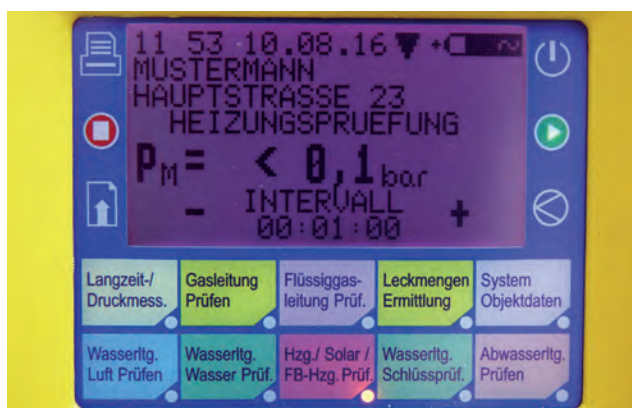 11 53 10.08.16
MUSTERMANN
HAUPTSTRASSE 23
HEIZUNGSPRUEFUNG
PM = < 0,1 bar
- INTERVALL +
00:01:00
Langzeit-/
Druckmess.
Gasleitung
Prüfen
Flüssiggas-
leitung Prüf.
Leckmengen
Ermittlung
System
Objektdaten
Wasserltg.
Luft Prüfen
Wasserltg.
Wasser Prüf.
Hzg./ Solar /
FB-Hzg. Prüf.
Wasserltg.
Schlüssprüf.
Abwasserltg.
Prüfen